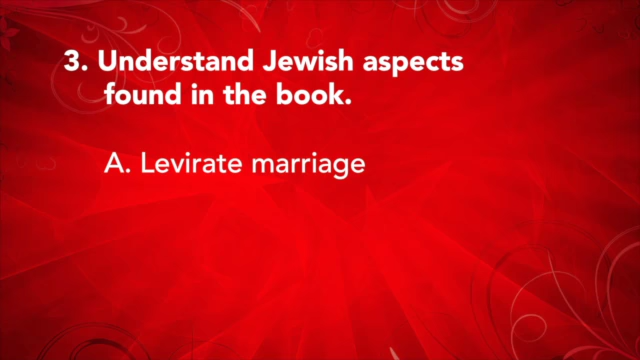 3. Understand Jewish aspects
found in the book.
A. Levirate marriage